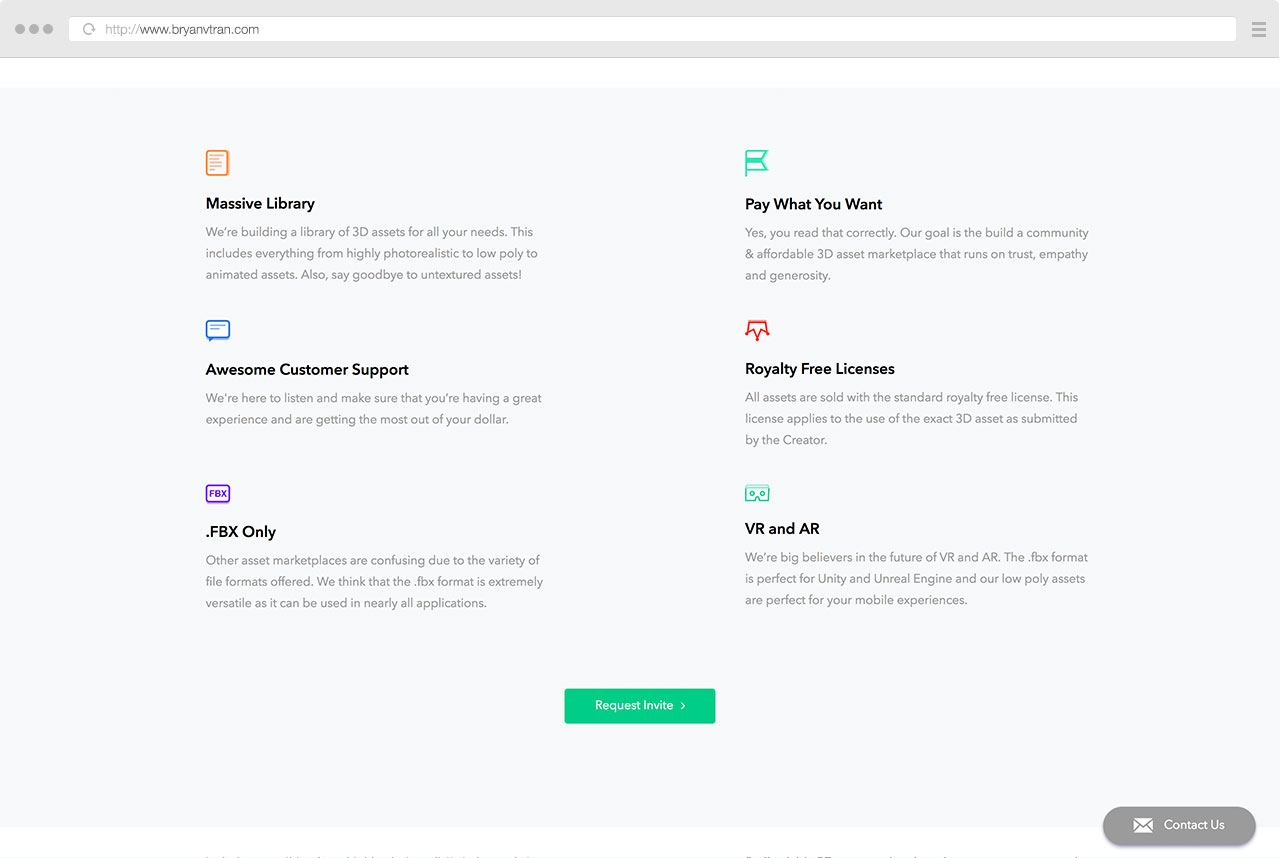 http://www.bryanvtran.com
Massive Library
We're building a library of 3D assets for all your needs. This
includes everything from highly photorealistic to low poly to
animated assets. Also, say goodbye to untextured assets!
Pay What You Want
Yes, you read that correctly. Our goal is the build a community
& affordable 3D asset marketplace that runs on trust, empathy
and generosity.
Awesome Customer Support
We're here to listen and make sure that you're having a great
experience and are getting the most out of your dollar.
Royalty Free Licenses
All assets are sold with the standard royalty free license. This
license applies to the use of the exact 3D asset as submitted
by the Creator.
FBX
.FBX Only
Other asset marketplaces are confusing due to the variety of
file formats offered. We think that the .fbx format is extremely
versatile as it can be used in nearly all applications.
VR and AR
We're big believers in the future of VR and AR. The .fbx format
is perfect for Unity and Unreal Engine and our low poly assets
are perfect for your mobile experiences.
Request Invite
Contact Us